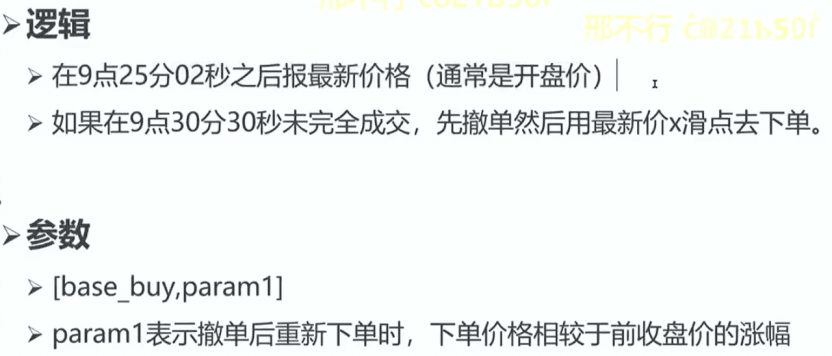 邢不行
邢不行
逻辑
在9点25分02秒之后报最新价格（通常是开盘价）
如果在9点30分30秒未完全成交，先撤单然后用最新价x滑点去下单。
参数
[base_buy,param1]
param1表示撤单后重新下单时，下单价格相较于前收盘价的涨幅